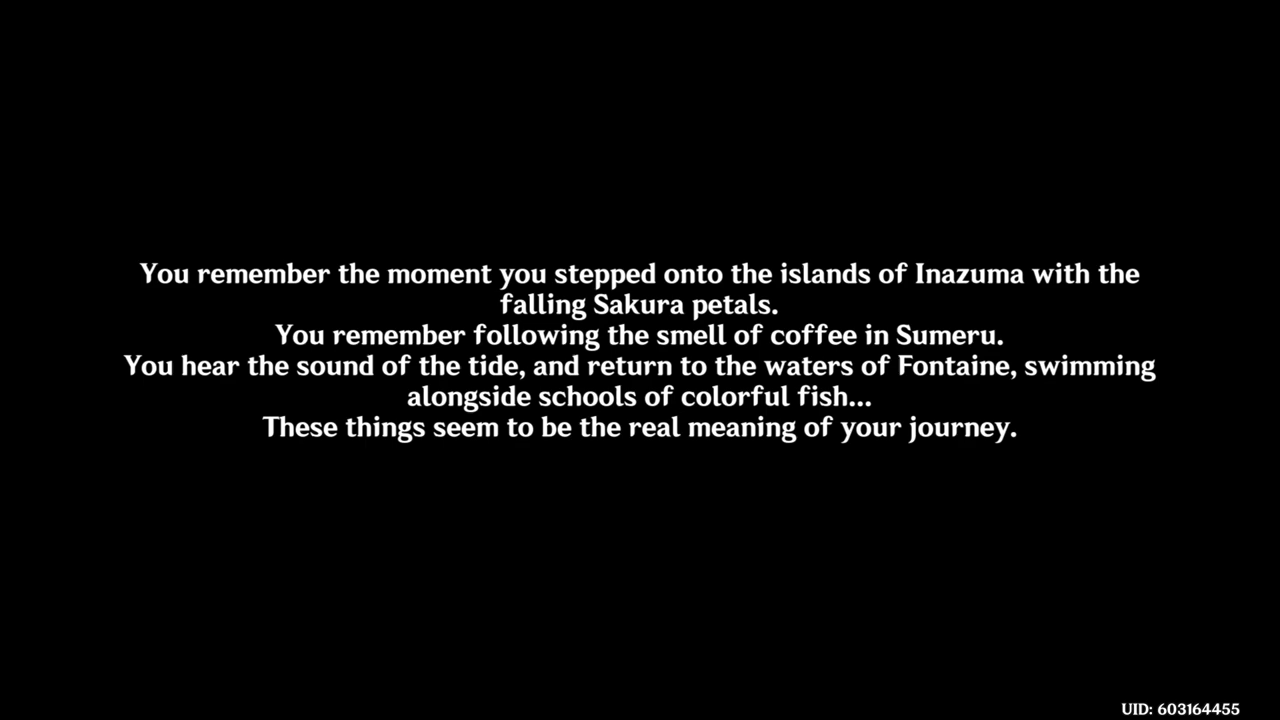 You remember the moment you stepped onto the islands of Inazuma with the
falling Sakura petals.
You remember following the smell of coffee in Sumeru.
You hear the sound of the tide, and return to the waters of Fontaine, swimming
alongside schools of colorful fish...
These things seem to be the real meaning of your journey.
UID: 603164455